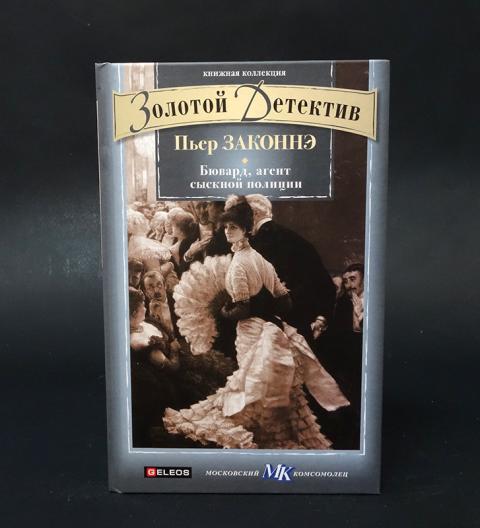 книжная коллекция
Золотой Детектив
Пьер ЗАКОННЭ
Бювард, агент
сыскной полиции
GELEOS
МОСКОВСКИЙ МК КОМСОМОЛЕЦ